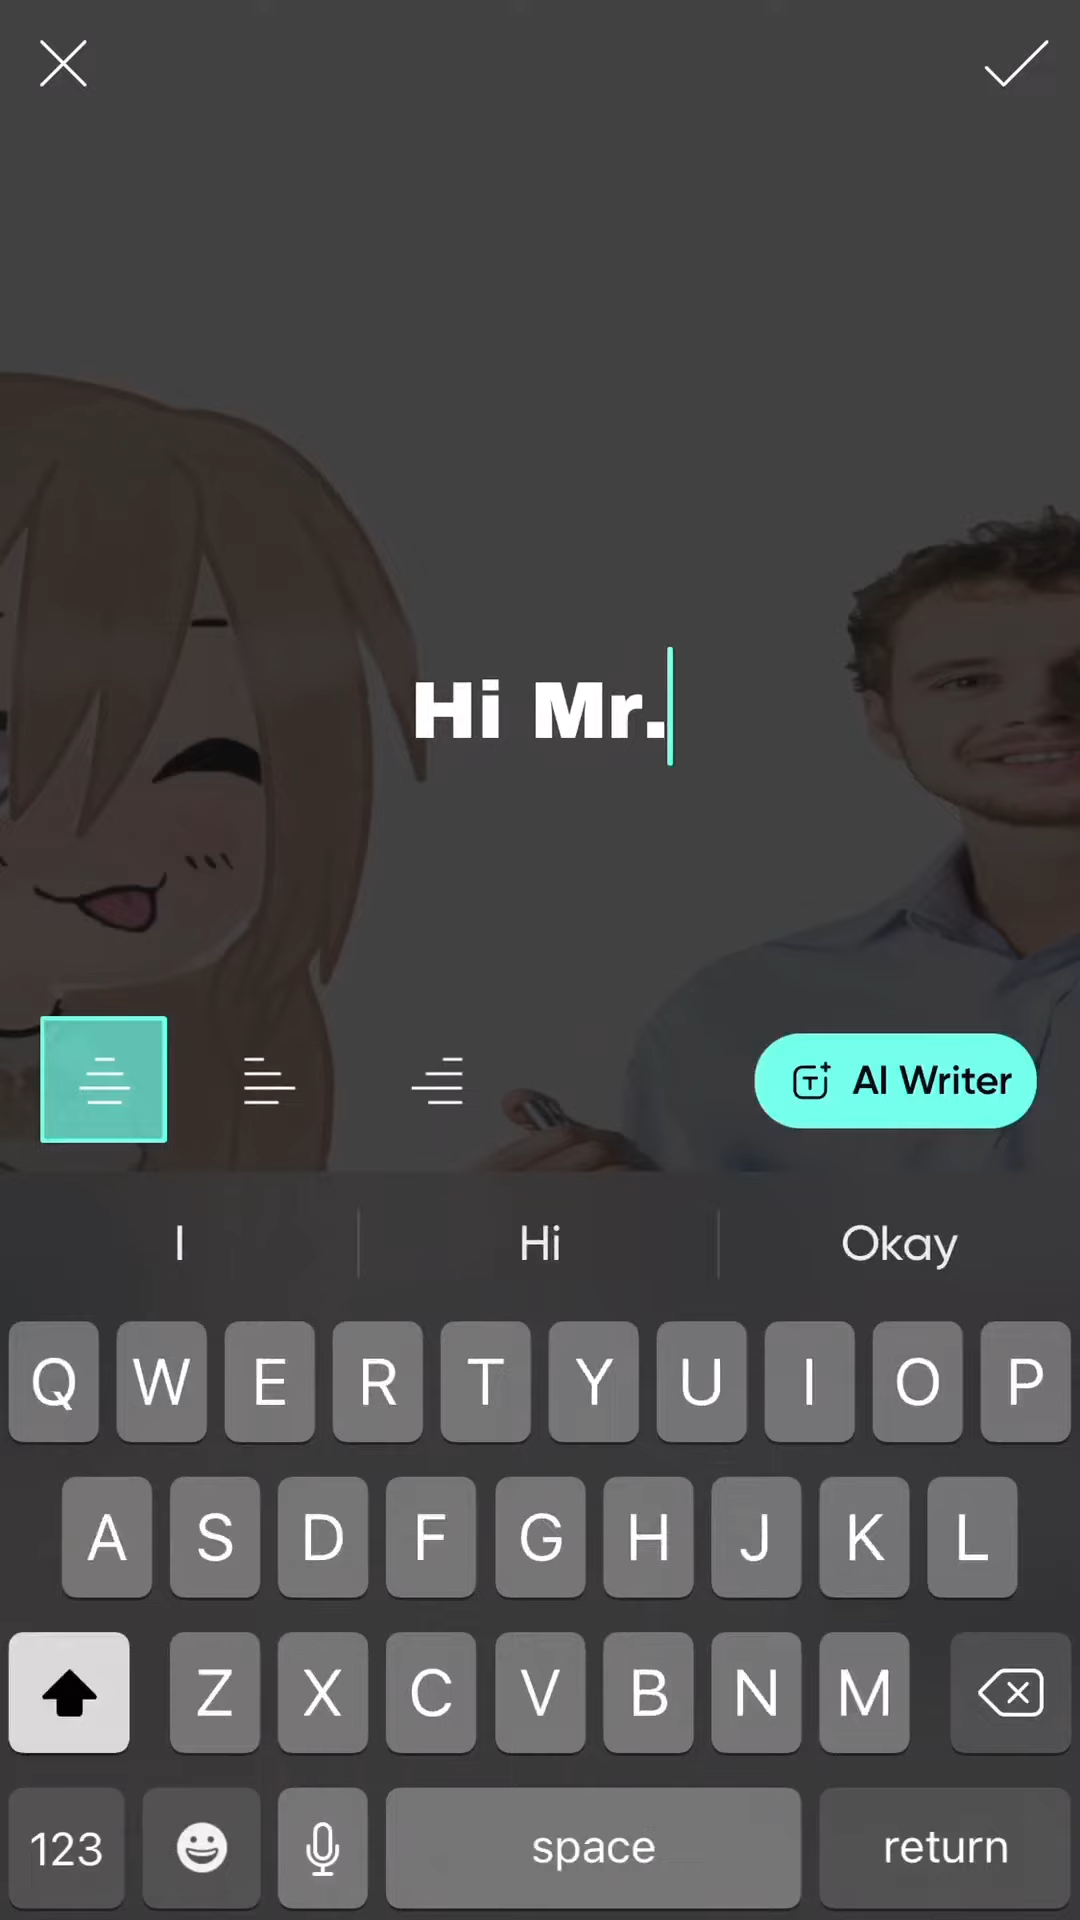 Hi Mr.
AI Writer
I Hi Okay
Q W E R T Y U I O P
A S D F G H J K L
Z X C V B N M
123 space return